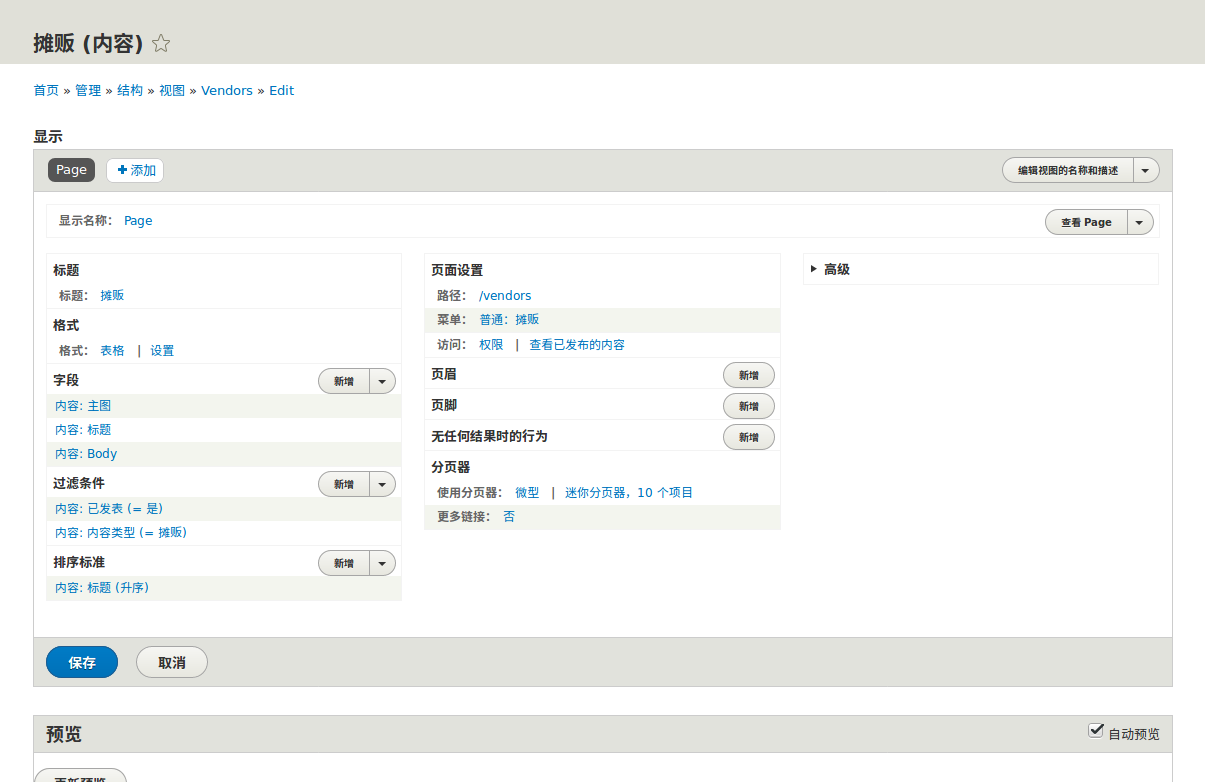 摊贩 (内容)
首页 » 管理 » 结构 » 视图 » Vendors » Edit
显示
Page
添加
编辑视图的名称和描述
显示名称: Page
查看 Page
标题
标题: 摊贩
格式
格式: 表格 | 设置
字段
新增
内容: 主图
内容: 标题
内容: Body
过滤条件
新增
内容: 已发表 (= 是)
内容: 内容类型 (= 摊贩)
排序标准
新增
内容: 标题 (升序)
页面设置
路径: /vendors
菜单: 普通: 摊贩
访问: 权限 | 查看已发布的内容
页眉
新增
页脚
新增
无任何结果时的行为
新增
分页器
使用分页器: 微型 | 迷你分页器，10 个项目
更多链接: 否
高级
保存
取消
预览
自动预览
更新预览